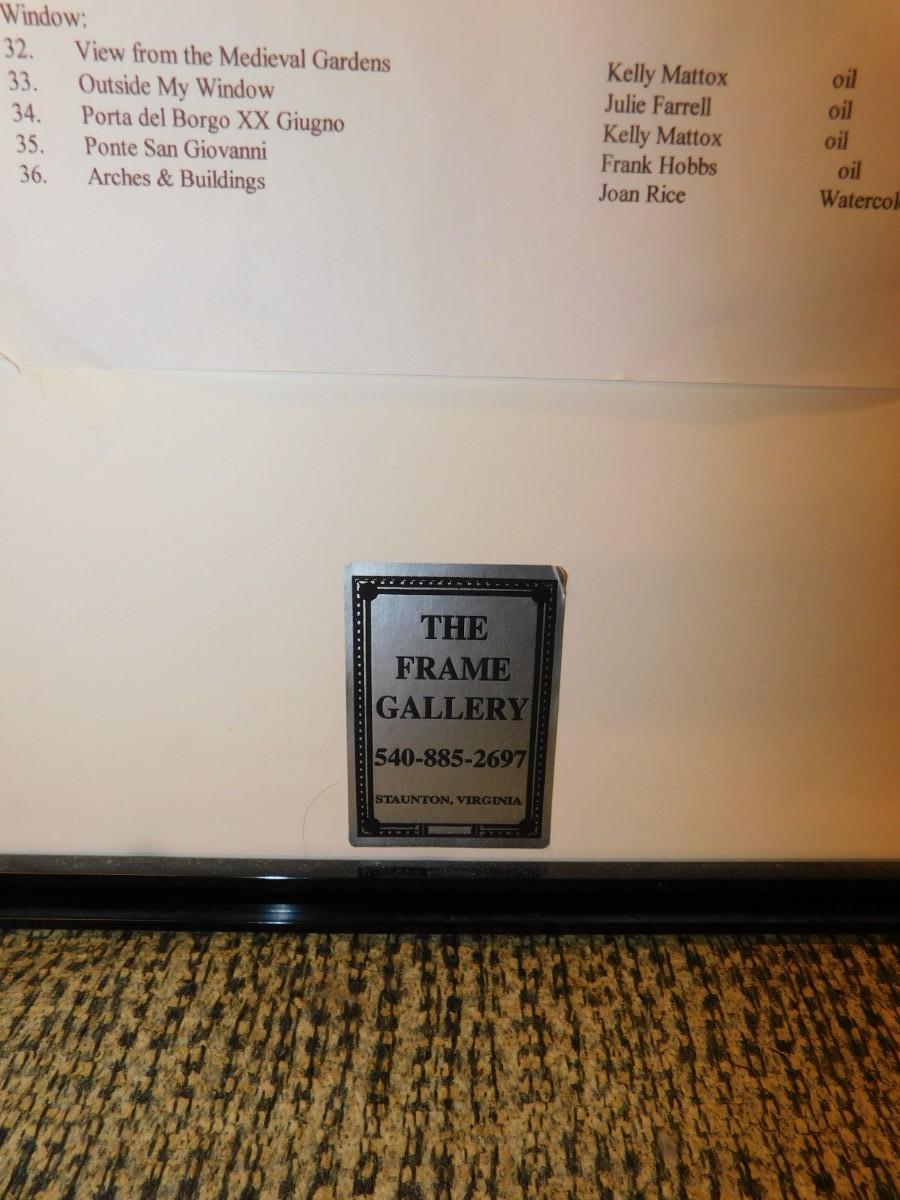 Window:
32. View from the Medieval Gardens Kelly Mattox oil
33. Outside My Window Julie Farrell oil
34. Porta del Borgo XX Giugno Kelly Mattox oil
35. Ponte San Giovanni Frank Hobbs oil
36. Arches & Buildings Joan Rice Watercol
THE
FRAME
GALLERY
540-885-2697
STAUNTON, VIRGINIA